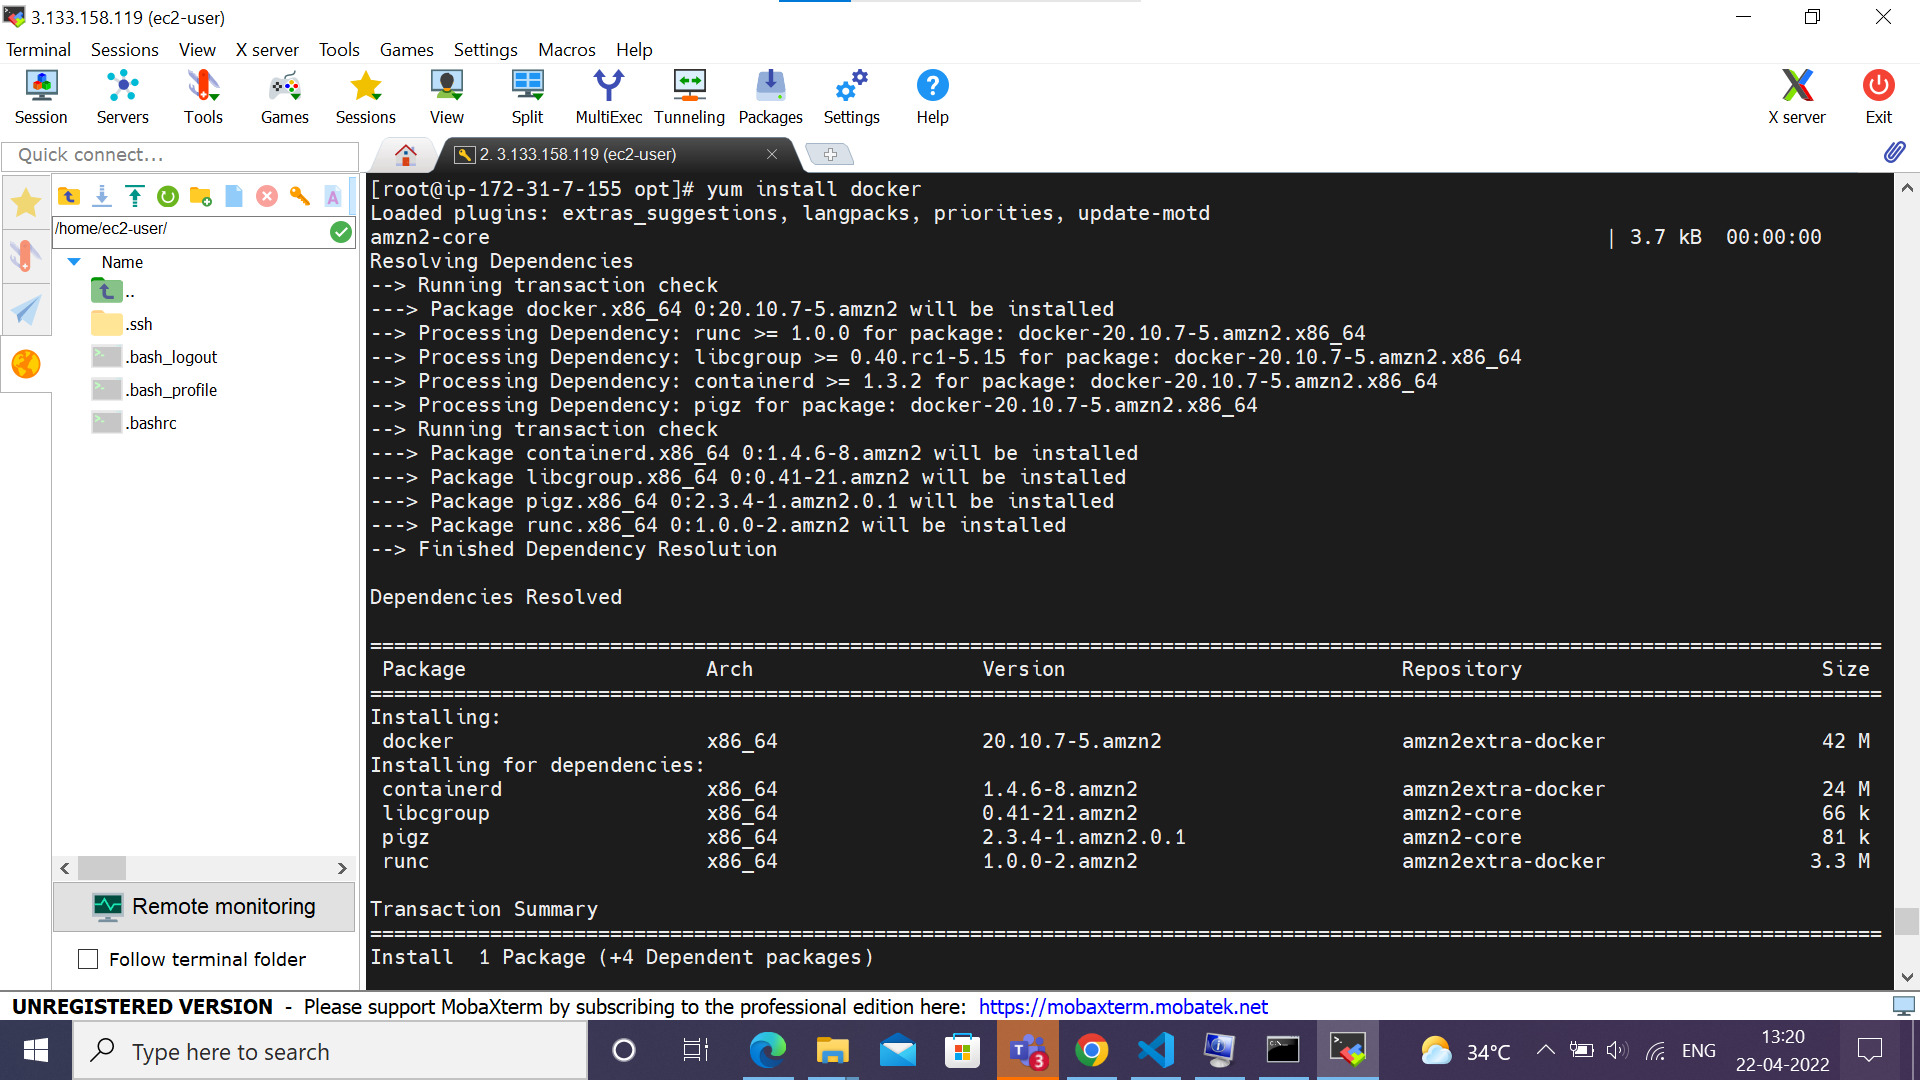 3.133.158.119 (ec2-user)
Terminal Sessions View X server Tools Games Settings Macros Help
Session Servers Tools Games Sessions View Split MultiExec Tunneling Packages Settings Help X server Exit
Quick connect...
2. 3.133.158.119 (ec2-user)
/home/ec2-user/
Name
..
.ssh
.bash_logout
.bash_profile
.bashrc
Remote monitoring
Follow terminal folder
[root@ip-172-31-7-155 opt]# yum install docker
Loaded plugins: extras_suggestions, langpacks, priorities, update-motd
amzn2-core | 3.7 kB 00:00:00
Resolving Dependencies
--> Running transaction check
---> Package docker.x86_64 0:20.10.7-5.amzn2 will be installed
--> Processing Dependency: runc >= 1.0.0 for package: docker-20.10.7-5.amzn2.x86_64
--> Processing Dependency: libcgroup >= 0.40.rc1-5.15 for package: docker-20.10.7-5.amzn2.x86_64
--> Processing Dependency: containerd >= 1.3.2 for package: docker-20.10.7-5.amzn2.x86_64
--> Processing Dependency: pigz for package: docker-20.10.7-5.amzn2.x86_64
--> Running transaction check
---> Package containerd.x86_64 0:1.4.6-8.amzn2 will be installed
---> Package libcgroup.x86_64 0:0.41-21.amzn2 will be installed
---> Package pigz.x86_64 0:2.3.4-1.amzn2.0.1 will be installed
---> Package runc.x86_64 0:1.0.0-2.amzn2 will be installed
--> Finished Dependency Resolution
Dependencies Resolved
==============================================================================================================================
Package Arch Version Repository Size
==============================================================================================================================
Installing:
docker x86_64 20.10.7-5.amzn2 amzn2extra-docker 42 M
Installing for dependencies:
containerd x86_64 1.4.6-8.amzn2 amzn2extra-docker 24 M
libcgroup x86_64 0.41-21.amzn2 amzn2-core 66 k
pigz x86_64 2.3.4-1.amzn2.0.1 amzn2-core 81 k
runc x86_64 1.0.0-2.amzn2 amzn2extra-docker 3.3 M
Transaction Summary
==============================================================================================================================
Install 1 Package (+4 Dependent packages)
UNREGISTERED VERSION - Please support MobaXterm by subscribing to the professional edition here: https://mobaxterm.mobatek.net
Type here to search
3
34°C
ENG
13:20
22-04-2022